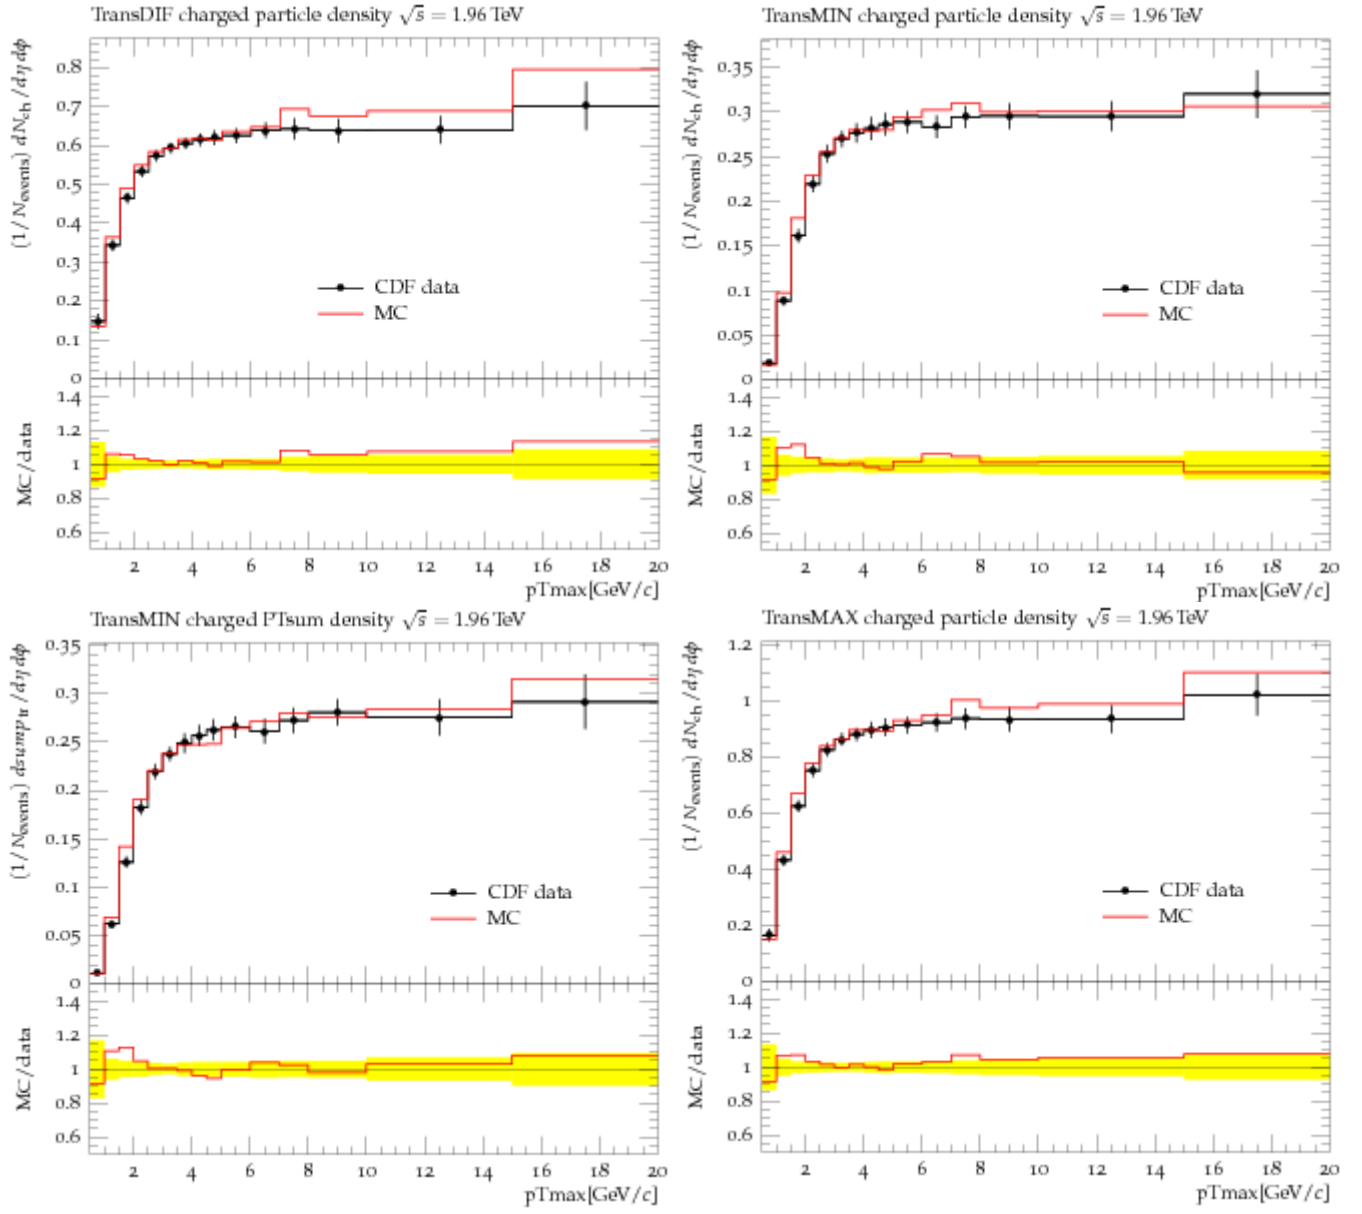 TransDIF charged particle density √s = 1.96 TeV
(1/N_events) dN_ch/dη dϕ
0.8
0.7
0.6
0.5
0.4
0.3
0.2
0.1
0
CDF data
MC
MC/data
1.4
1.2
1
0.8
0.6
2 4 6 8 10 12 14 16 18 20
pTmax[GeV/c]
TransMIN charged particle density √s = 1.96 TeV
(1/N_events) dN_ch/dη dϕ
0.35
0.3
0.25
0.2
0.15
0.1
0.05
0
CDF data
MC
MC/data
1.4
1.2
1
0.8
0.6
2 4 6 8 10 12 14 16 18 20
pTmax[GeV/c]
TransMIN charged PTsum density √s = 1.96 TeV
(1/N_events) dsump_tr/dη dϕ
0.35
0.3
0.25
0.2
0.15
0.1
0.05
0
CDF data
MC
MC/data
1.4
1.2
1
0.8
0.6
2 4 6 8 10 12 14 16 18 20
pTmax[GeV/c]
TransMAX charged particle density √s = 1.96 TeV
(1/N_events) dN_ch/dη dϕ
1.2
1
0.8
0.6
0.4
0.2
0
CDF data
MC
MC/data
1.4
1.2
1
0.8
0.6
2 4 6 8 10 12 14 16 18 20
pTmax[GeV/c]